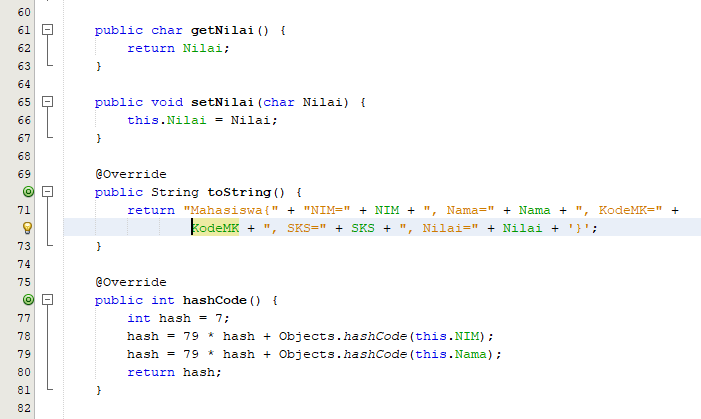 60
61 public char getNilai() {
62 return Nilai;
63 }
64
65 public void setNilai(char Nilai) {
66 this.Nilai = Nilai;
67 }
68
69 @Override
public String toString() {
71 return "Mahasiswa{" + "NIM=" + NIM + ", Nama=" + Nama + ", KodeMK=" +
KodeMK + ", SKS=" + SKS + ", Nilai=" + Nilai + '}';
73 }
74
75 @Override
public int hashCode() {
77 int hash = 7;
78 hash = 79 * hash + Objects.hashCode(this.NIM);
79 hash = 79 * hash + Objects.hashCode(this.Nama);
80 return hash;
81 }
82